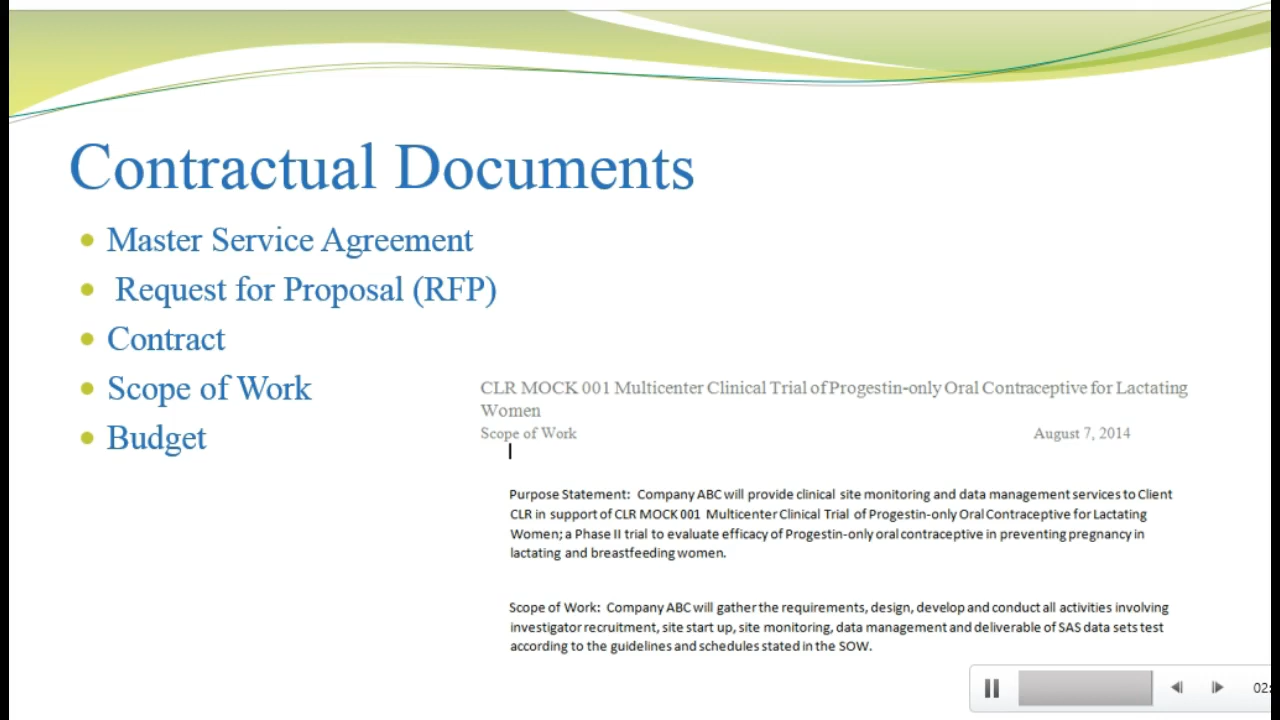 Contractual Documents
Master Service Agreement
Request for Proposal (RFP)
Contract
Scope of Work
Budget
CLR MOCK 001 Multicenter Clinical Trial of Progestin-only Oral Contraceptive for Lactating
Women
Scope of Work August 7, 2014
Purpose Statement: Company ABC will provide clinical site monitoring and data management services to Client
CLR in support of CLR MOCK 001 Multicenter Clinical Trial of Progestin-only Oral Contraceptive for Lactating
Women; a Phase II trial to evaluate efficacy of Progestin-only oral contraceptive in preventing pregnancy in
lactating and breastfeeding women.
Scope of Work: Company ABC will gather the requirements, design, develop and conduct all activities involving
investigator recruitment, site start up, site monitoring, data management and deliverable of SAS data sets test
according to the guidelines and schedules stated in the SOW.